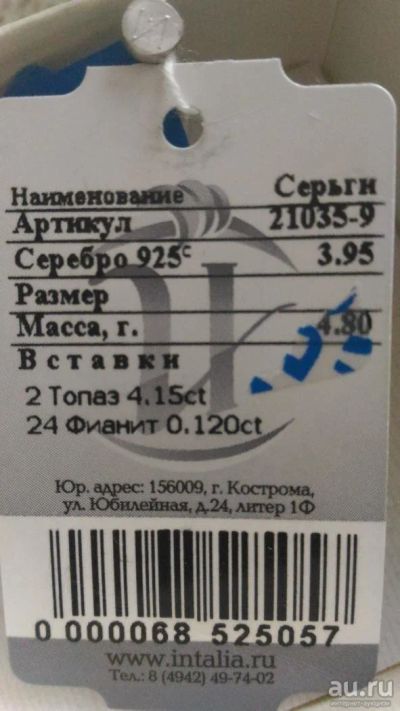 Наименование Серьги
Артикул 21035-9
Серебро 925° 3.95
Размер
Масса, г. 4.80
Вставки
2 Топаз 4.15ct
24 Фианит 0.120ct
Юр. адрес: 156009, г. Кострома,
ул. Юбилейная, д.24, литер 1Ф
0 000068 525057
www.intalia.ru
Тел.: 8 (4942) 49-74-02
au.ru
интернет-аукцион